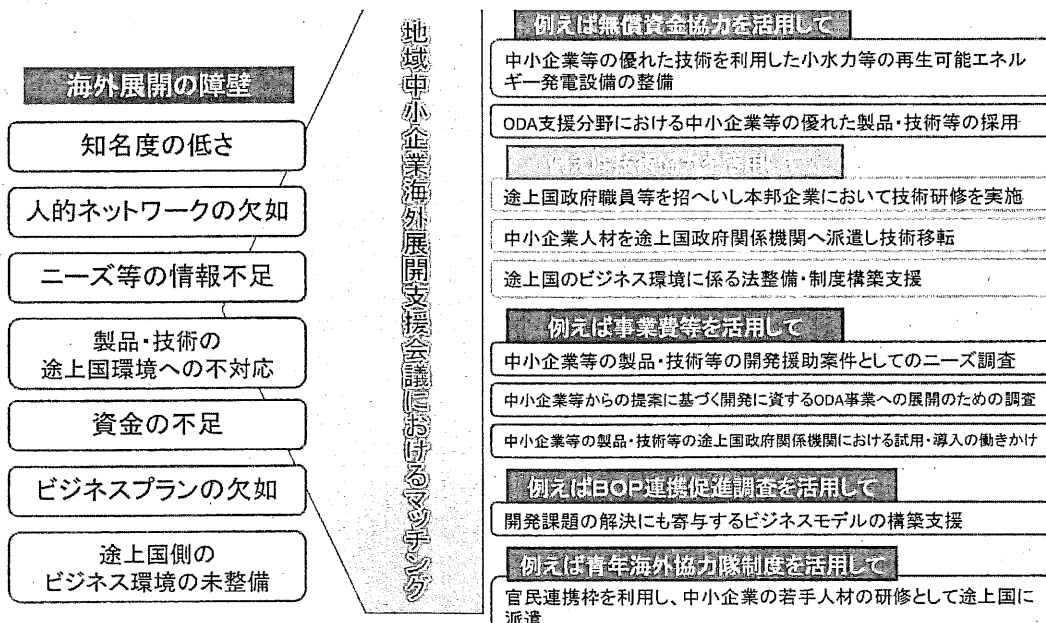 海外展開の障壁
知名度の低さ
人的ネットワークの欠如
ニーズ等の情報不足
製品・技術の
途上国環境への不対応
資金の不足
ビジネスプランの欠如
途上国側の
ビジネス環境の未整備
地域中小企業海外展開支援会議におけるマッチング
例えば無償資金協力を活用して
中小企業等の優れた技術を利用した小水力等の再生可能エネル
ギー発電設備の整備
ODA支援分野における中小企業等の優れた製品・技術等の採用
例えば技術協力を活用して
途上国政府職員等を招へいし本邦企業において技術研修を実施
中小企業人材を途上国政府関係機関へ派遣し技術移転
途上国のビジネス環境に係る法整備・制度構築支援
例えば事業費等を活用して
中小企業等の製品・技術等の開発援助案件としてのニーズ調査
中小企業等からの提案に基づく開発に資するODA事業への展開のための調査
中小企業等の製品・技術等の途上国政府関係機関における試用・導入の働きかけ
例えばBOP連携促進調査を活用して
開発課題の解決にも寄与するビジネスモデルの構築支援
例えば青年海外協力隊制度を活用して
官民連携枠を利用し、中小企業の若手人材の研修として途上国に
派遣